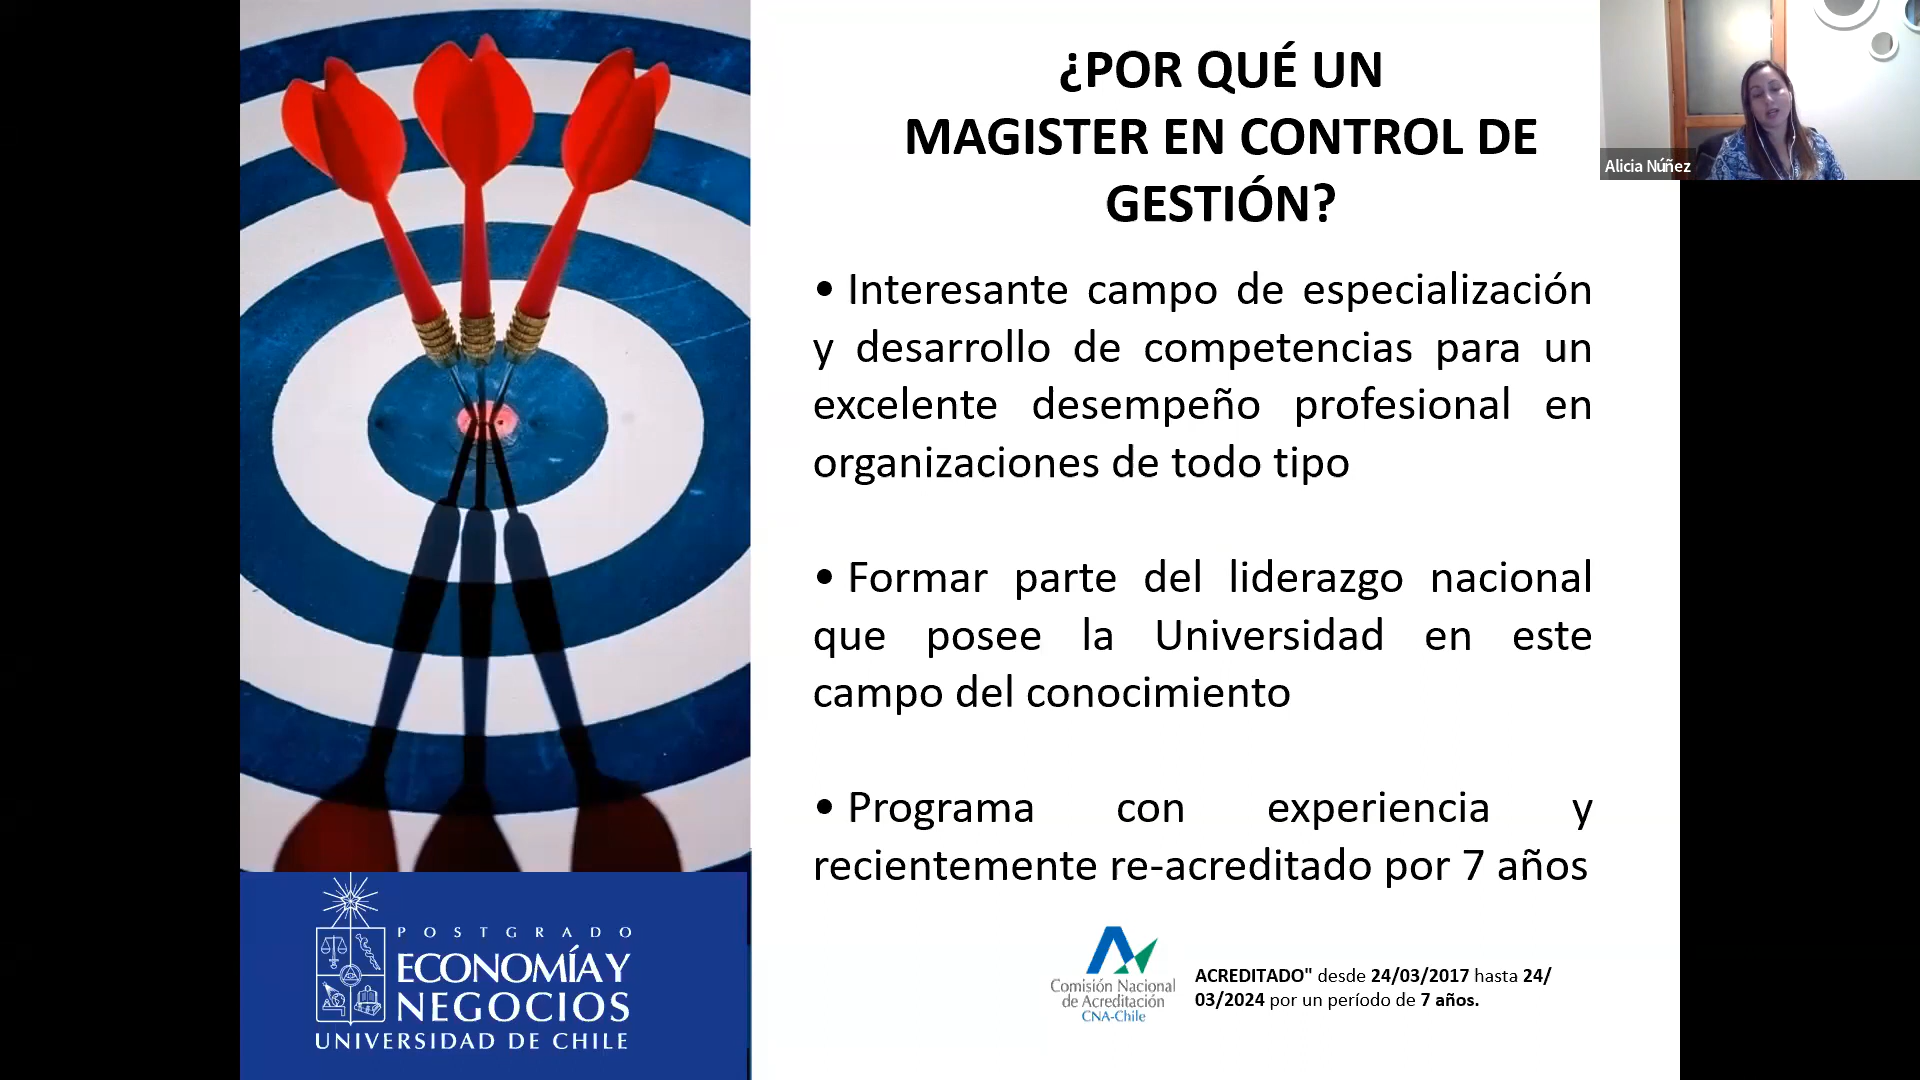 ¿POR QUÉ UN
MAGISTER EN CONTROL DE
GESTIÓN?
• Interesante campo de especialización
y desarrollo de competencias para un
excelente desempeño profesional en
organizaciones de todo tipo
• Formar parte del liderazgo nacional
que posee la Universidad en este
campo del conocimiento
• Programa con experiencia y
recientemente re-acreditado por 7 años
Comisión Nacional
de Acreditación
CNA-Chile
ACREDITADO" desde 24/03/2017 hasta 24/
03/2024 por un período de 7 años.
POSTGRADO
ECONOMÍA Y
NEGOCIOS
UNIVERSIDAD DE CHILE
Alicia Núñez